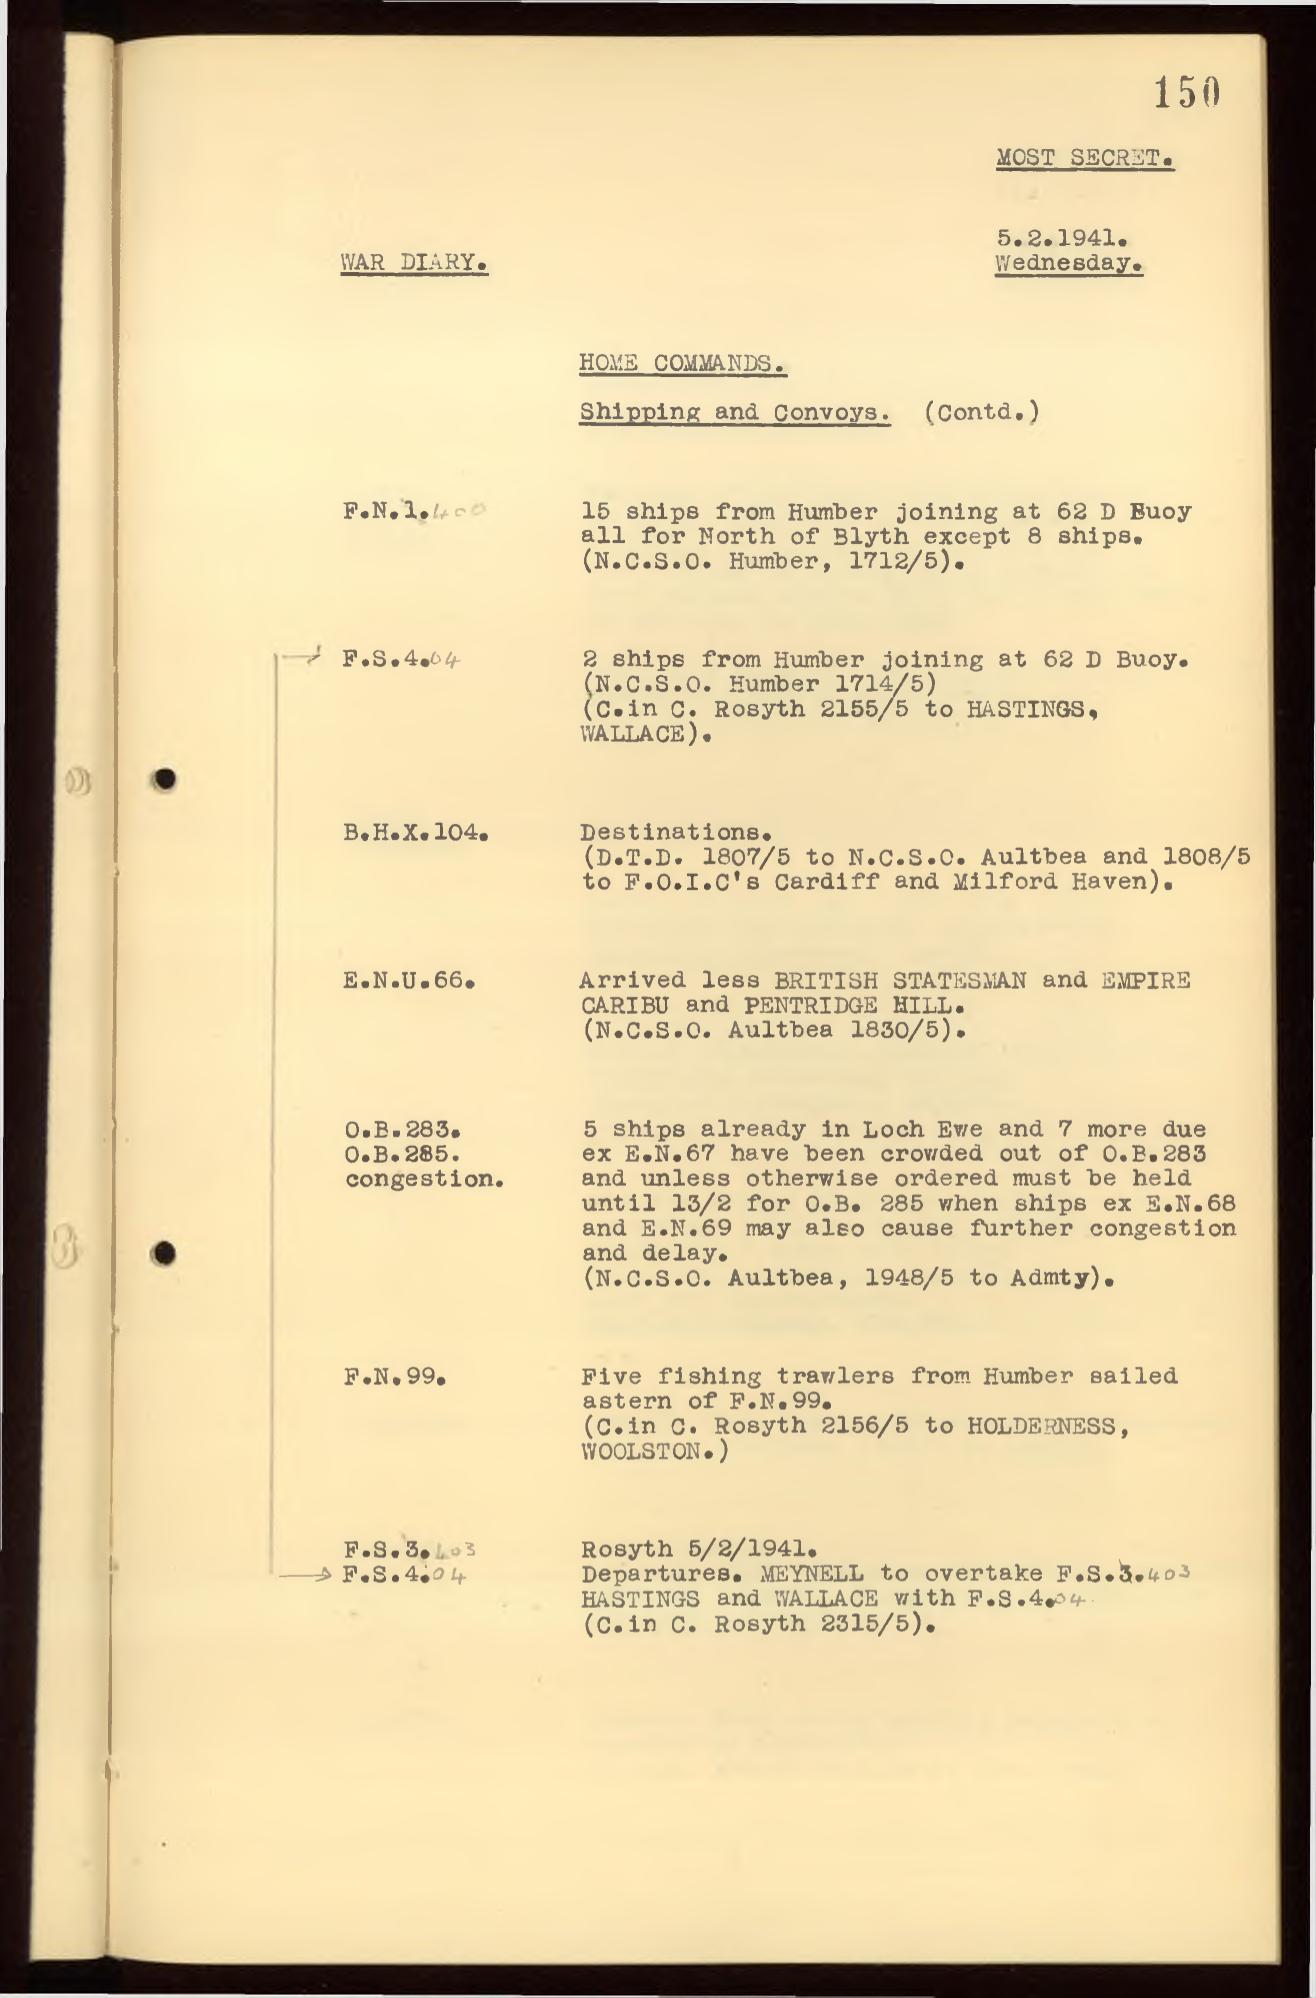 150
MOST SECRET.
5.2.1941.
WAR DIARY.
Wednesday.
HOME COMMANDS.
Shipping and Convoys. (Contd.)
F.N.1.400
15 ships from Humber joining at 62 D Buoy
all for North of Blyth except 8 ships.
(N.C.S.O. Humber, 1712/5).
F.S.4.04
2 ships from Humber joining at 62 D Buoy.
(N.C.S.O. Humber 1714/5)
(C.in C. Rosyth 2155/5 to HASTINGS,
WALLACE).
B.H.X.104.
Destinations.
(D.T.D. 1807/5 to N.C.S.O. Aultbea and 1808/5
to F.O.I.C's Cardiff and Milford Haven).
E.N.U.66.
Arrived less BRITISH STATESMAN and EMPIRE
CARIBU and PENTRIDGE HILL.
(N.C.S.O. Aultbea 1830/5).
O.B.283.
O.B.285.
congestion.
5 ships already in Loch Ewe and 7 more due
ex E.N.67 have been crowded out of O.B.283
and unless otherwise ordered must be held
until 13/2 for O.B. 285 when ships ex E.N.68
and E.N.69 may also cause further congestion
and delay.
(N.C.S.O. Aultbea, 1948/5 to Admty).
F.N.99.
Five fishing trawlers from Humber sailed
astern of F.N.99.
(C.in C. Rosyth 2156/5 to HOLDERNESS,
WOOLSTON.)
F.S.3.403
F.S.4.04
Rosyth 5/2/1941.
Departures. MEYNELL to overtake F.S.3.403
HASTINGS and WALLACE with F.S.4.04
(C.in C. Rosyth 2315/5).